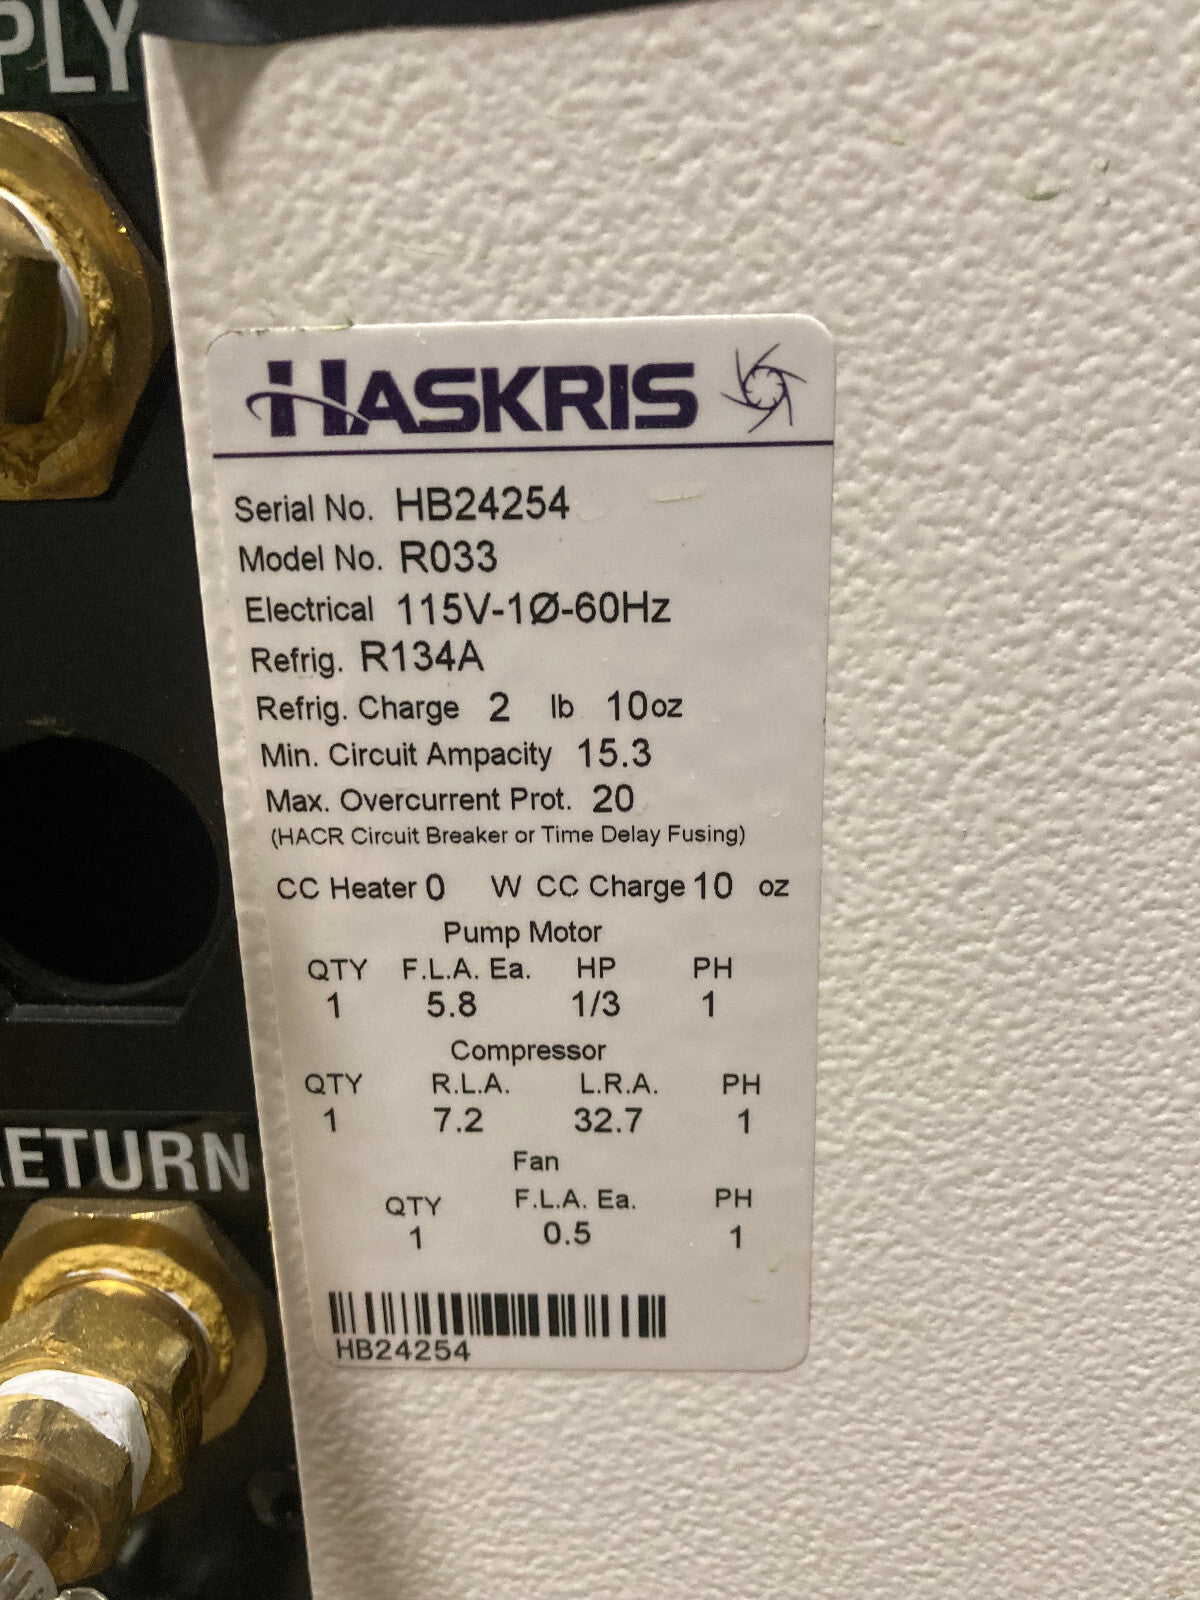 PLY
HASKRIS
Serial No. HB24254
Model No. R033
Electrical 115V-1Ø-60Hz
Refrig. R134A
Refrig. Charge 2 lb 10oz
Min. Circuit Ampacity 15.3
Max. Overcurrent Prot. 20
(HACR Circuit Breaker or Time Delay Fusing)
CC Heater 0 W CC Charge 10 oz
Pump Motor
QTY F.L.A. Ea. HP PH
1 5.8 1/3 1
Compressor
QTY R.L.A. L.R.A. PH
1 7.2 32.7 1
Fan
QTY F.L.A. Ea. PH
1 0.5 1
HB24254
ETURN